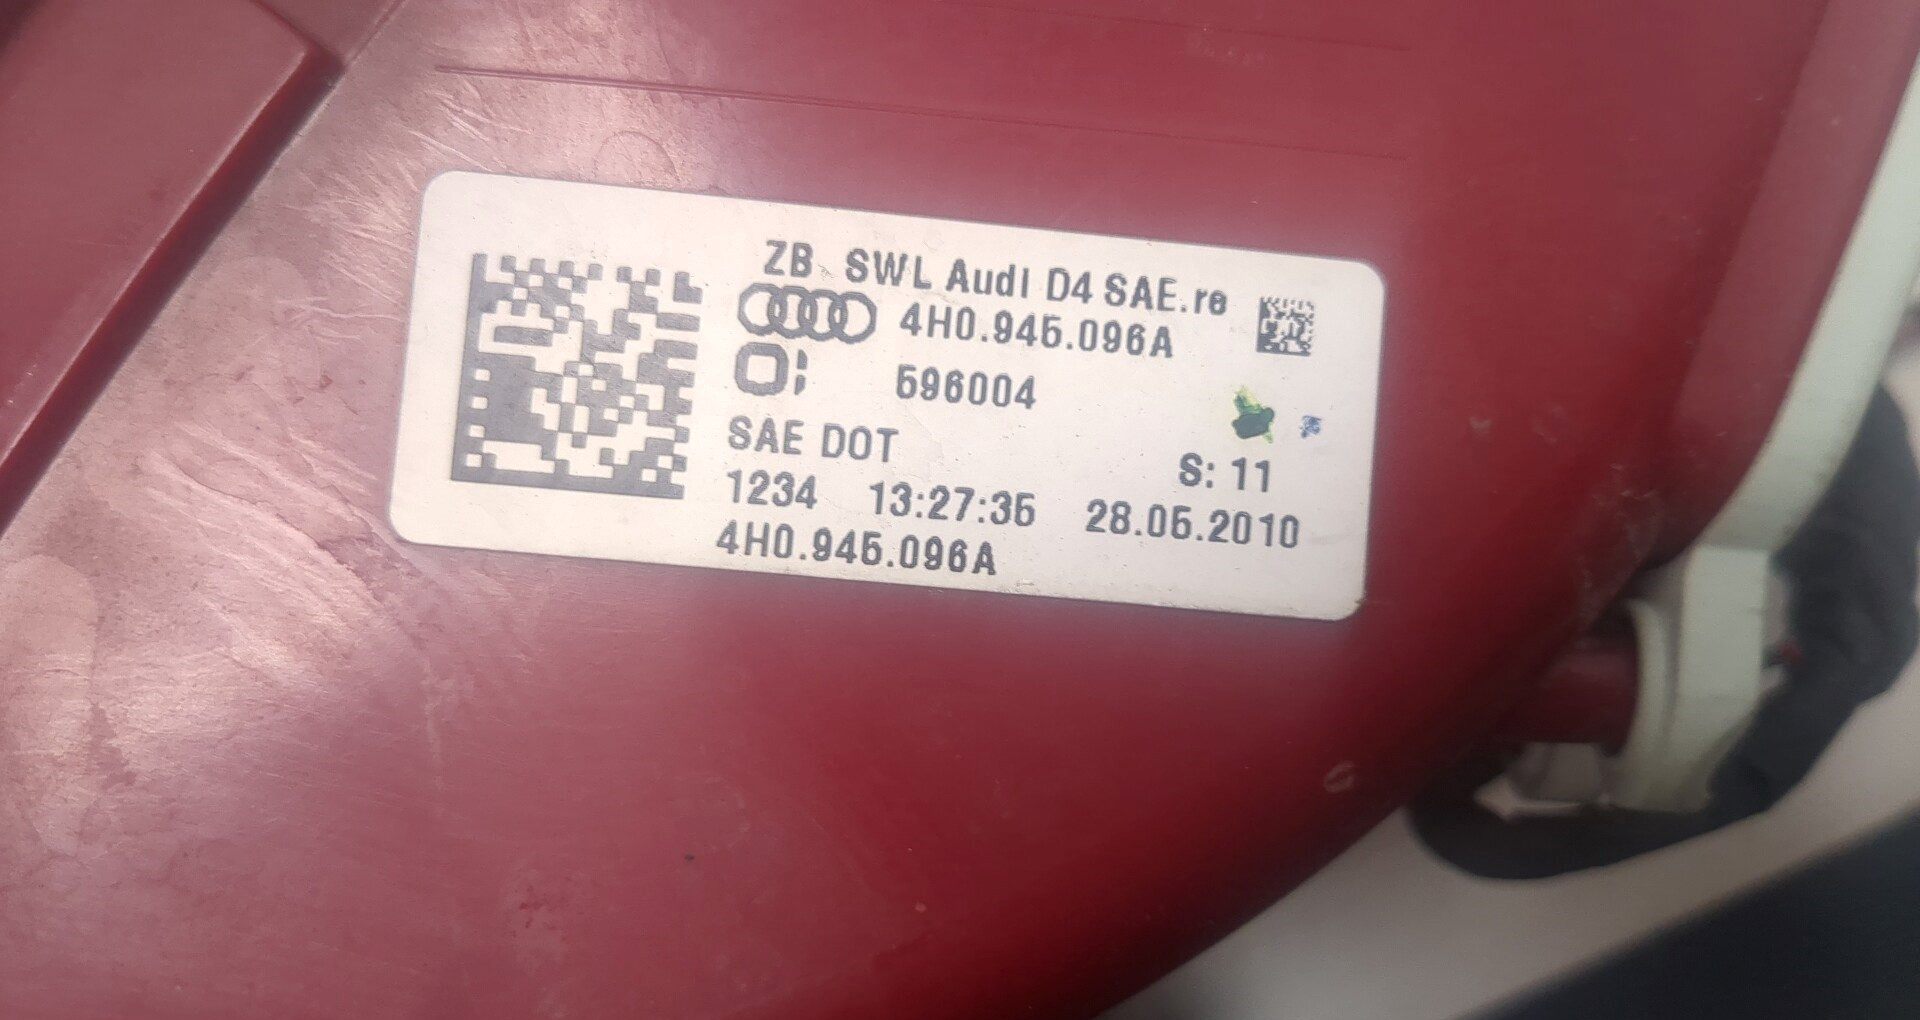 ZB SWL Audi D4 SAE.re
4H0.945.096A
596004
SAE DOT
S: 11
1234 13:27:35 28.05.2010
4H0.945.096A